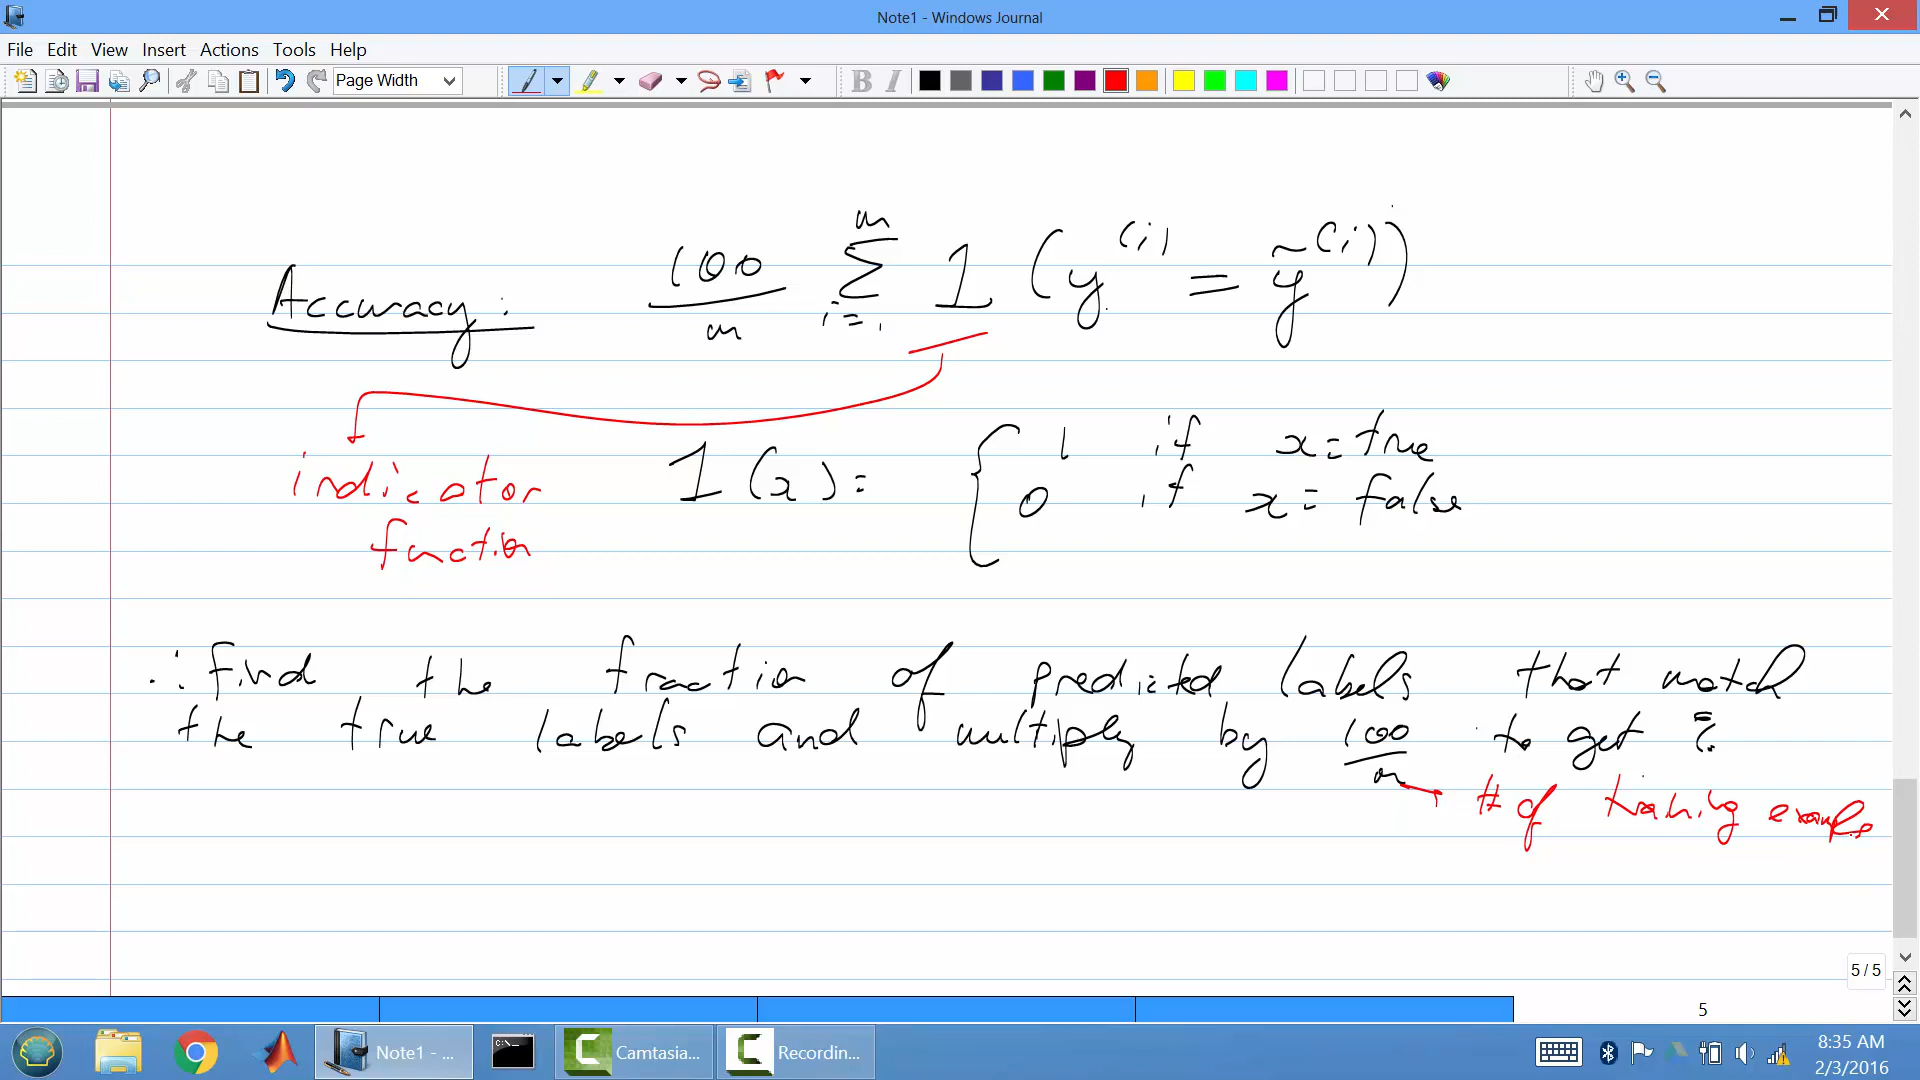 Note1 - Windows Journal
File Edit View Insert Actions Tools Help
Page Width
Accuracy: 100/m Σ_{i=1}^{m} 1 (y^{(i)} = ỹ^{(i)})
indicator
function
1 (x) = { 1 if x = true
0 if x = false
∴ find the fraction of predicted labels that match
the true labels and multiply by 100/m to get
# of training examples
5 / 5
5
Note1 - ...
Camtasia...
Recordin...
8:35 AM
2/3/2016